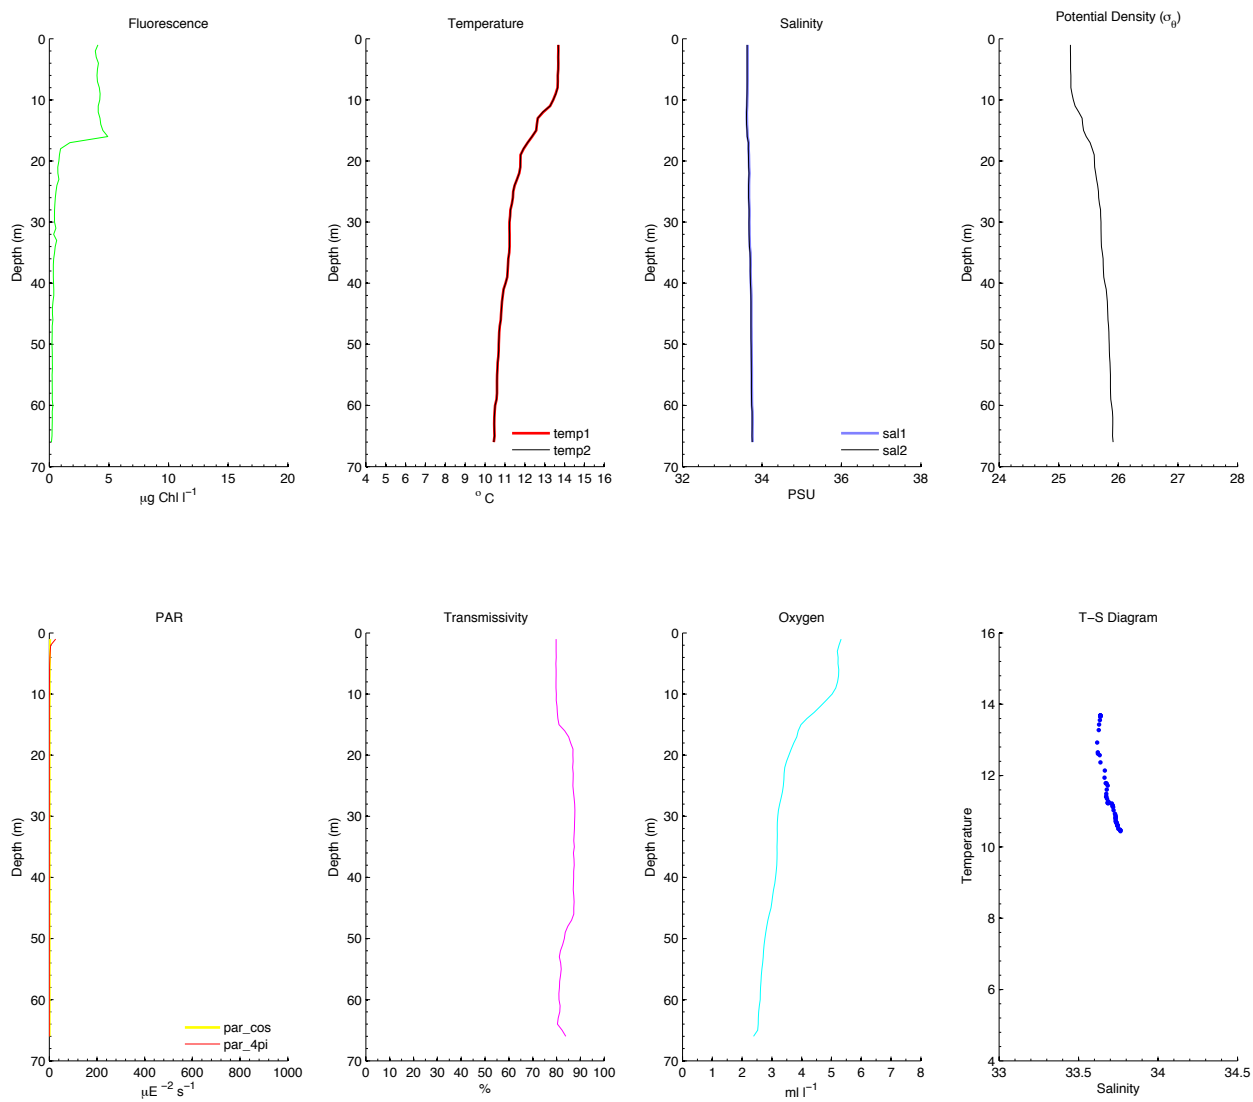 Fluorescence
0
10
20
30
40
50
60
70
Depth (m)
0 5 10 15 20
μg Chl l⁻¹
Temperature
0
10
20
30
40
50
60
70
Depth (m)
temp1
temp2
4 5 6 7 8 9 10 11 12 13 14 15 16
° C
Salinity
0
10
20
30
40
50
60
70
Depth (m)
sal1
sal2
32 34 36 38
PSU
Potential Density (σθ)
0
10
20
30
40
50
60
70
Depth (m)
24 25 26 27 28
PAR
0
10
20
30
40
50
60
70
Depth (m)
par_cos
par_4pi
0 200 400 600 800 1000
μE ⁻² s⁻¹
Transmissivity
0
10
20
30
40
50
60
70
Depth (m)
0 10 20 30 40 50 60 70 80 90 100
%
Oxygen
0
10
20
30
40
50
60
70
Depth (m)
0 1 2 3 4 5 6 7 8
ml l⁻¹
T−S Diagram
16
14
12
10
8
6
4
Temperature
33 33.5 34 34.5
Salinity